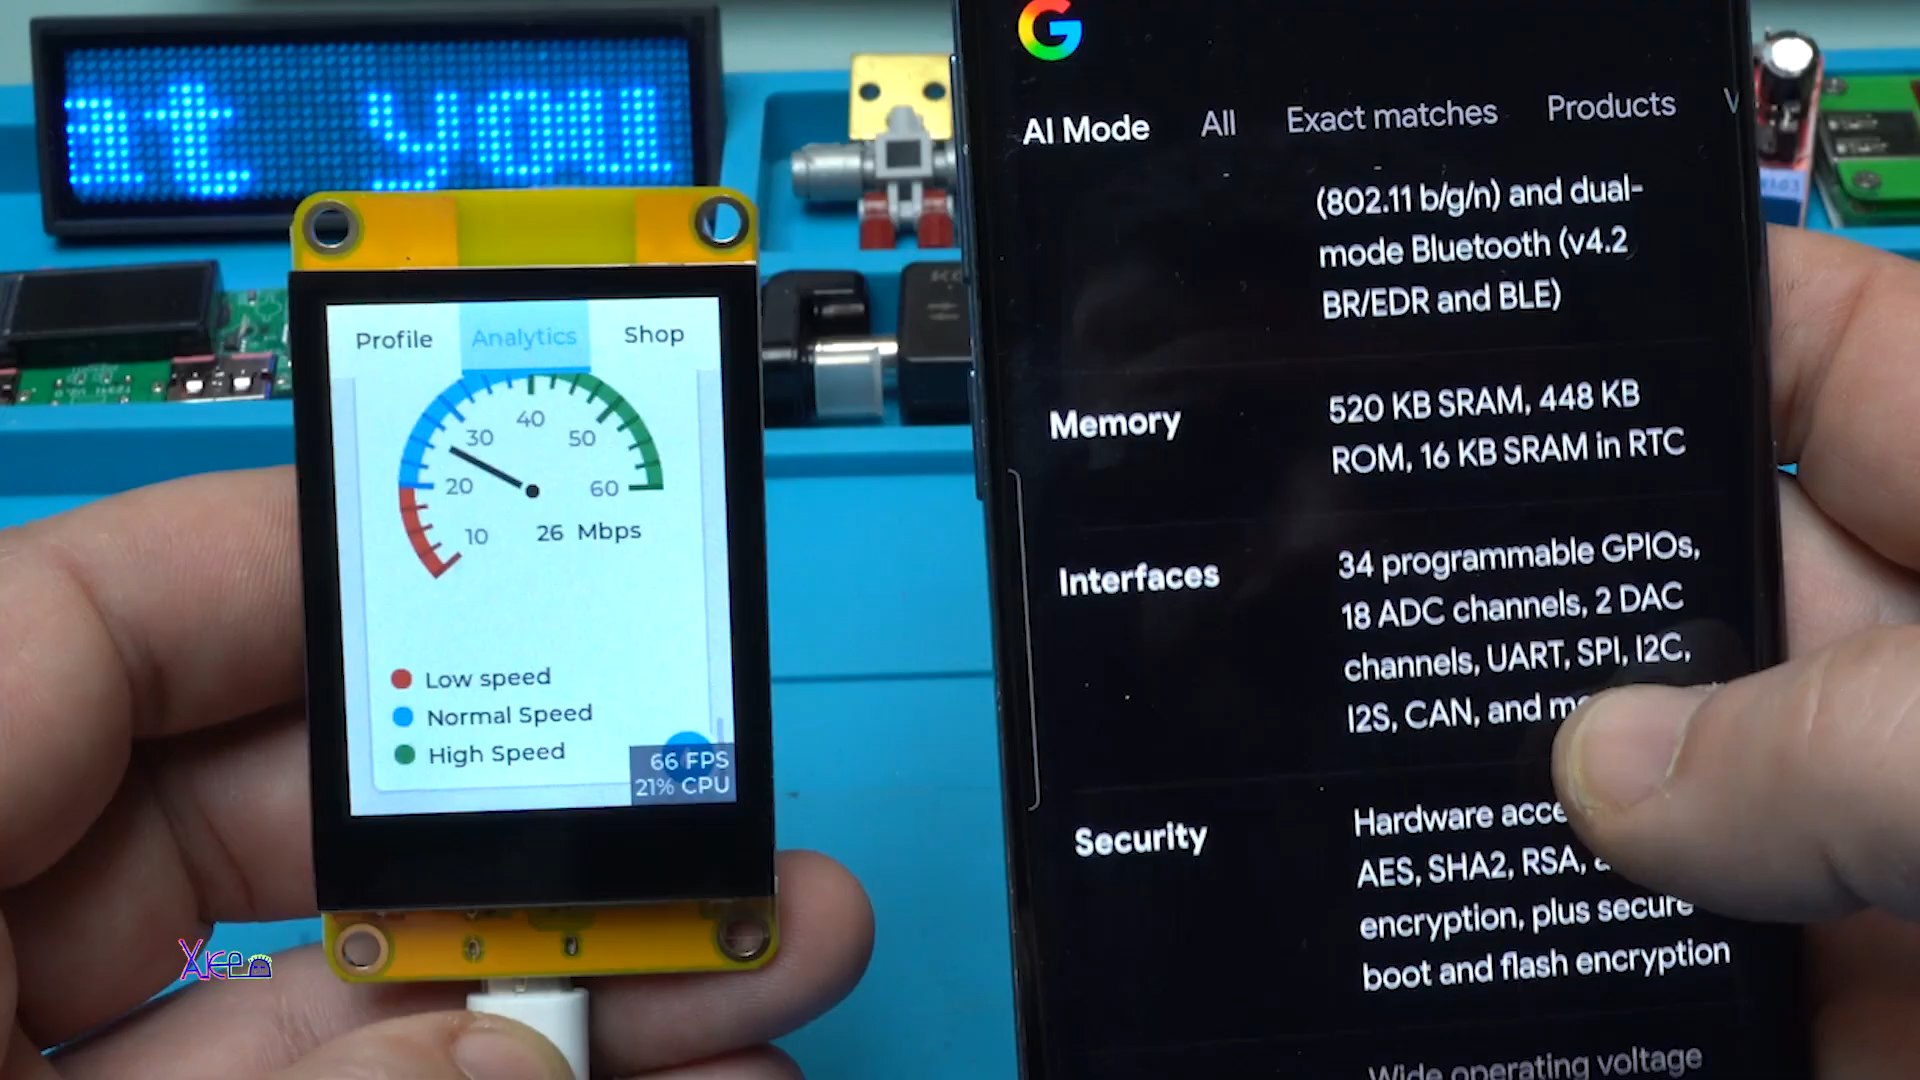 at you
Profile Analytics Shop
40
30 50
20 60
10 26 Mbps
Low speed
Normal Speed
High Speed
66 FPS
21% CPU
XKEP
G
AI Mode All Exact matches Products
(802.11 b/g/n) and dual-
mode Bluetooth (v4.2
BR/EDR and BLE)
Memory 520 KB SRAM, 448 KB
ROM, 16 KB SRAM in RTC
Interfaces 34 programmable GPIOs,
18 ADC channels, 2 DAC
channels, UART, SPI, I2C,
I2S, CAN, and
Security Hardware
AES, SHA2, RSA,
encryption, plus secure
boot and flash encryption
Wide operating voltage